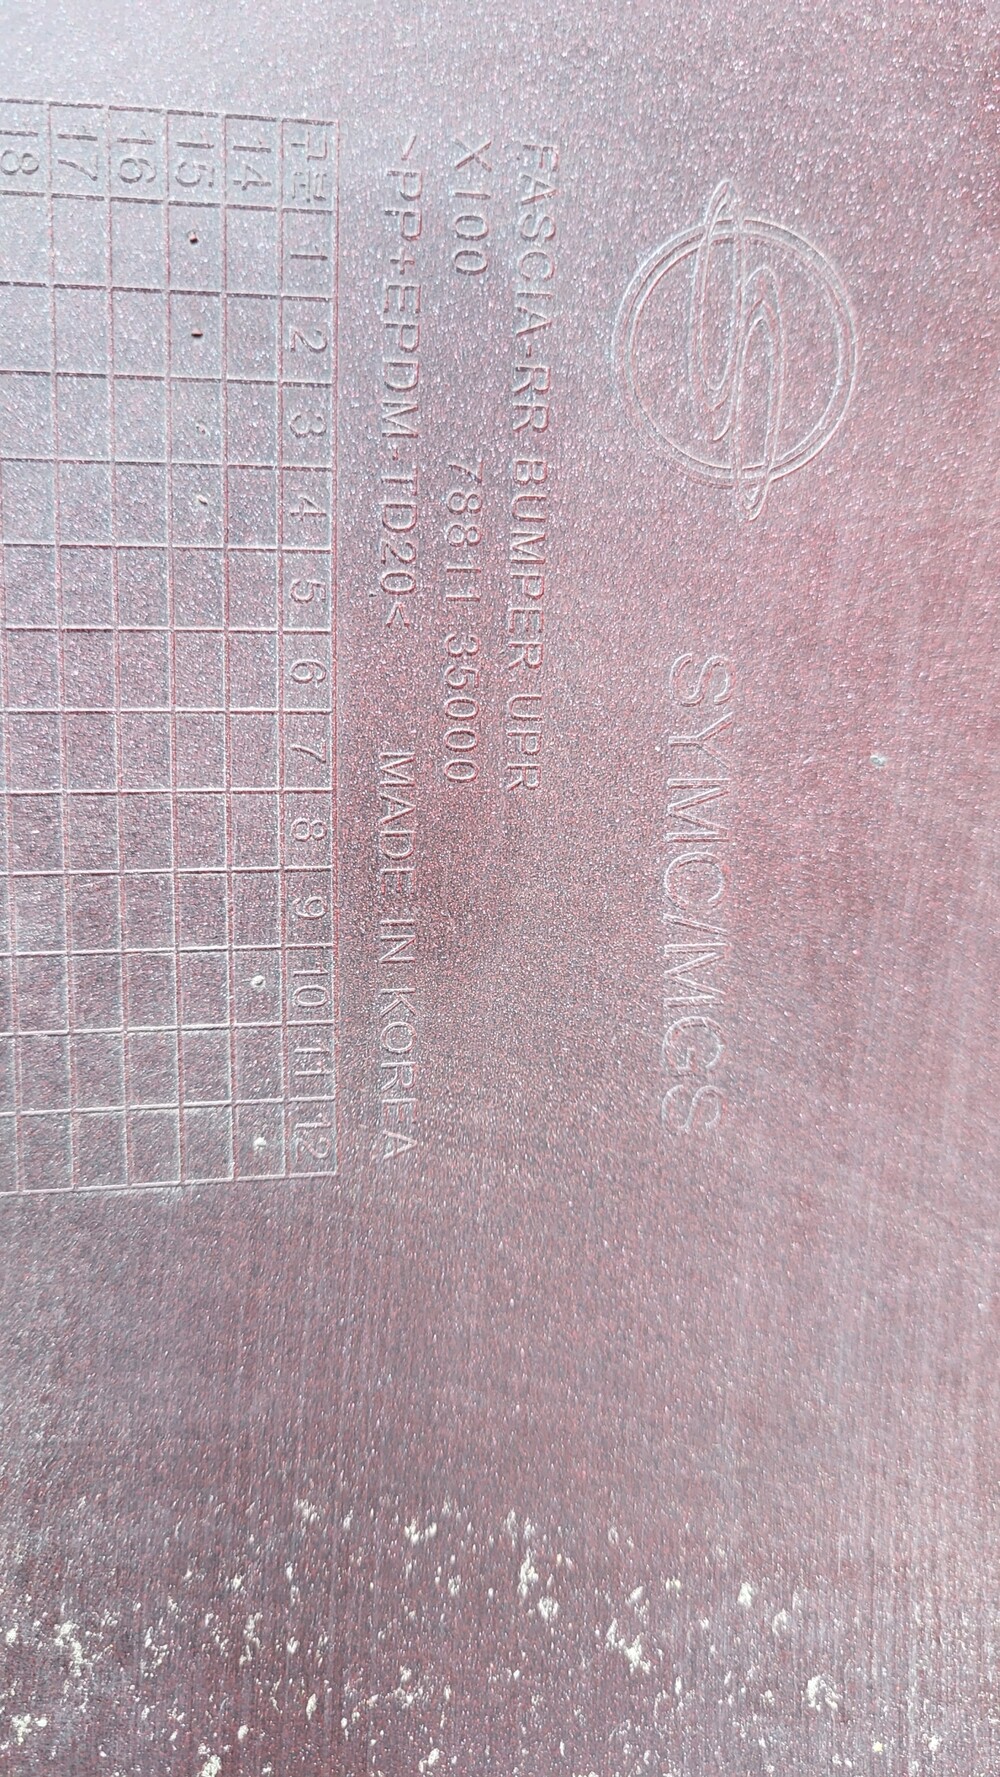 SYMC/MGS
FASCIA-RR BUMPER UPR
X100 78811 35000
>PP+EPDM-TD20< MADE IN KOREA
구분 1 2 3 4 5 6 7 8 9 10 11 12
14
15
16
17
18